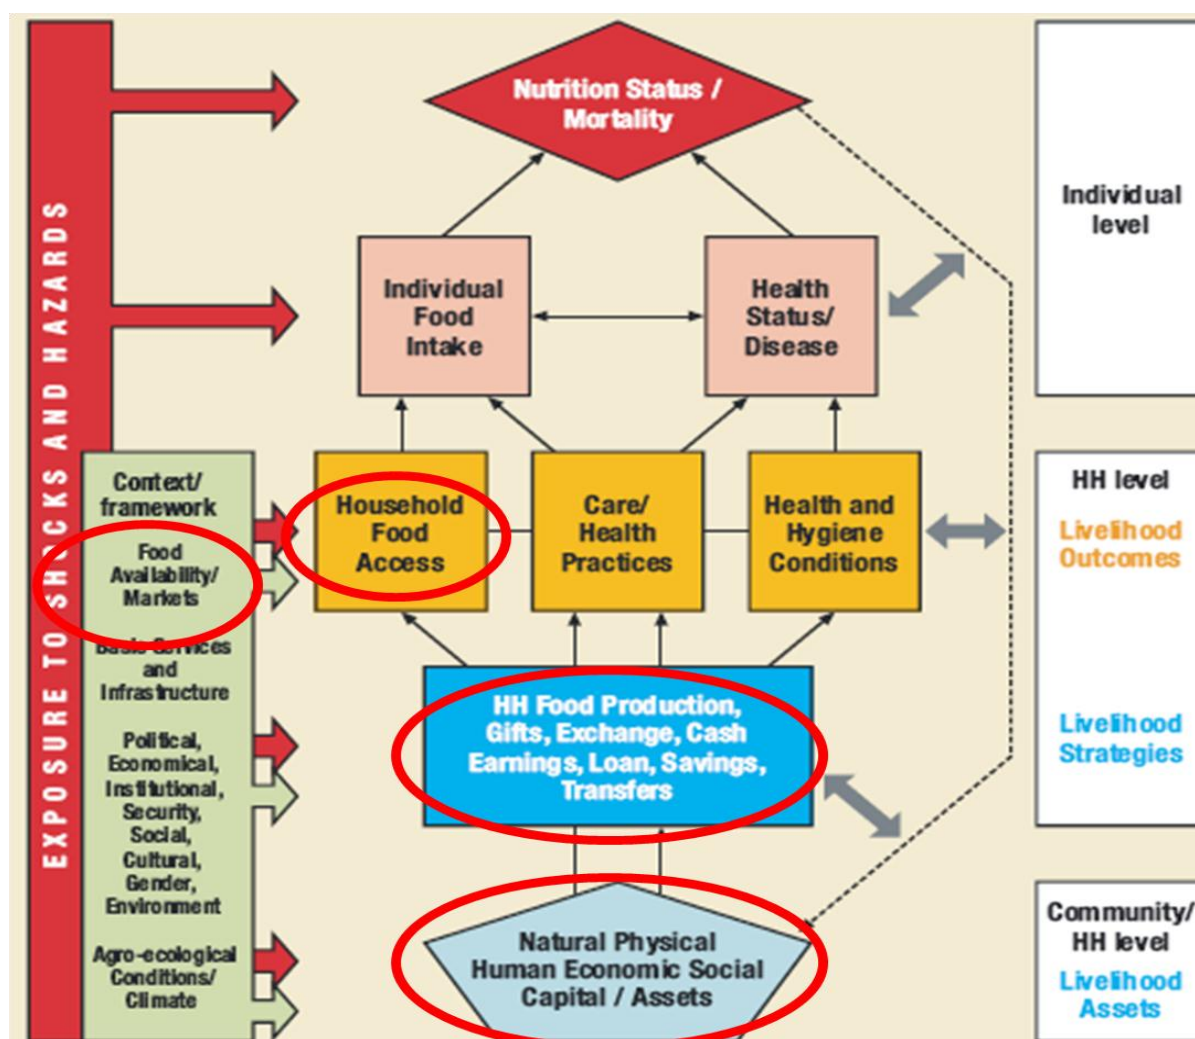 EXPOSURE TO SHOCKS AND HAZARDS
Nutrition Status /
Mortality
Individual
level
Individual
Food
Intake
Health
Status/
Disease
Context/
framework
Food
Availability/
Markets
Basic Services
and
Infrastructure
Political,
Economical,
Institutional,
Security,
Social,
Cultural,
Gender,
Environment
Agro-ecological
Conditions/
Climate
Household
Food
Access
Care/
Health
Practices
Health and
Hygiene
Conditions
HH level
Livelihood
Outcomes
HH Food Production,
Gifts, Exchange, Cash
Earnings, Loan, Savings,
Transfers
Livelihood
Strategies
Natural Physical
Human Economic Social
Capital / Assets
Community/
HH level
Livelihood
Assets